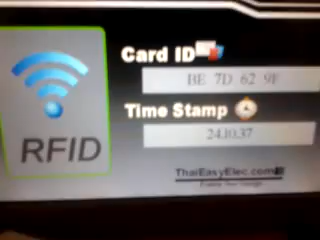 Card ID
BE 7D 62 9F
Time Stamp
24.10.37
RFID
ThaiEasyElec.com